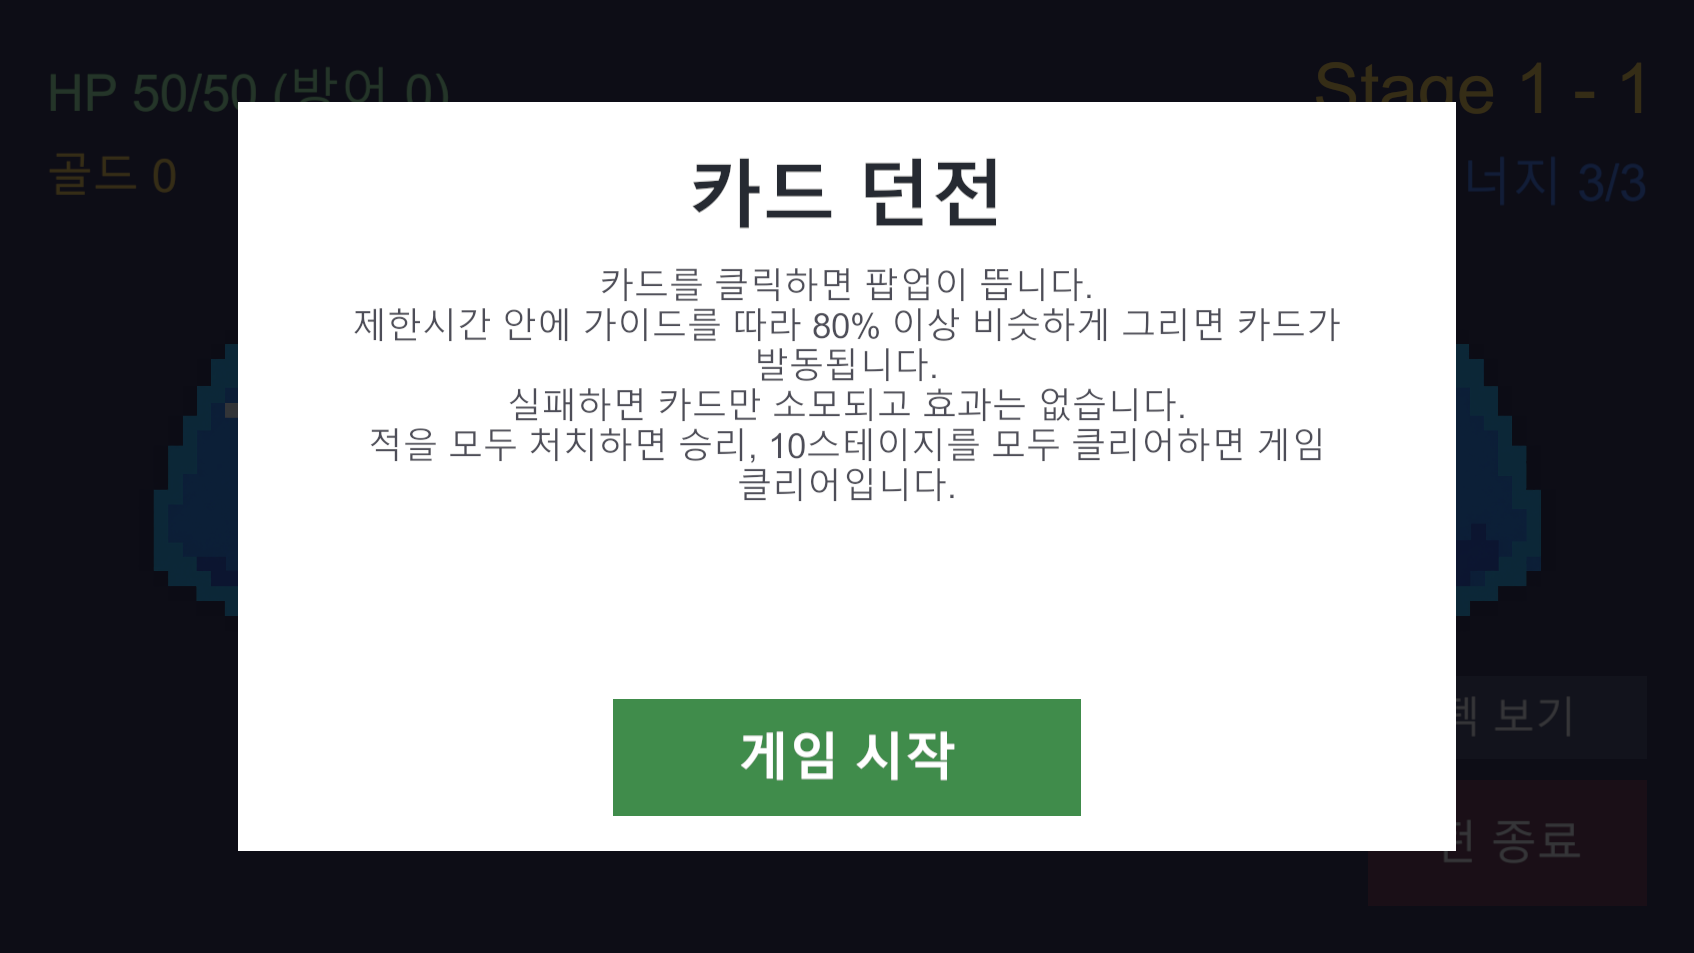 HP 50/50 (방어 0)
Stage 1 - 1
골드 0
너지 3/3
카드 던전
카드를 클릭하면 팝업이 뜹니다.
제한시간 안에 가이드를 따라 80% 이상 비슷하게 그리면 카드가
발동됩니다.
실패하면 카드만 소모되고 효과는 없습니다.
적을 모두 처치하면 승리, 10스테이지를 모두 클리어하면 게임
클리어입니다.
게임 시작
보기
종료